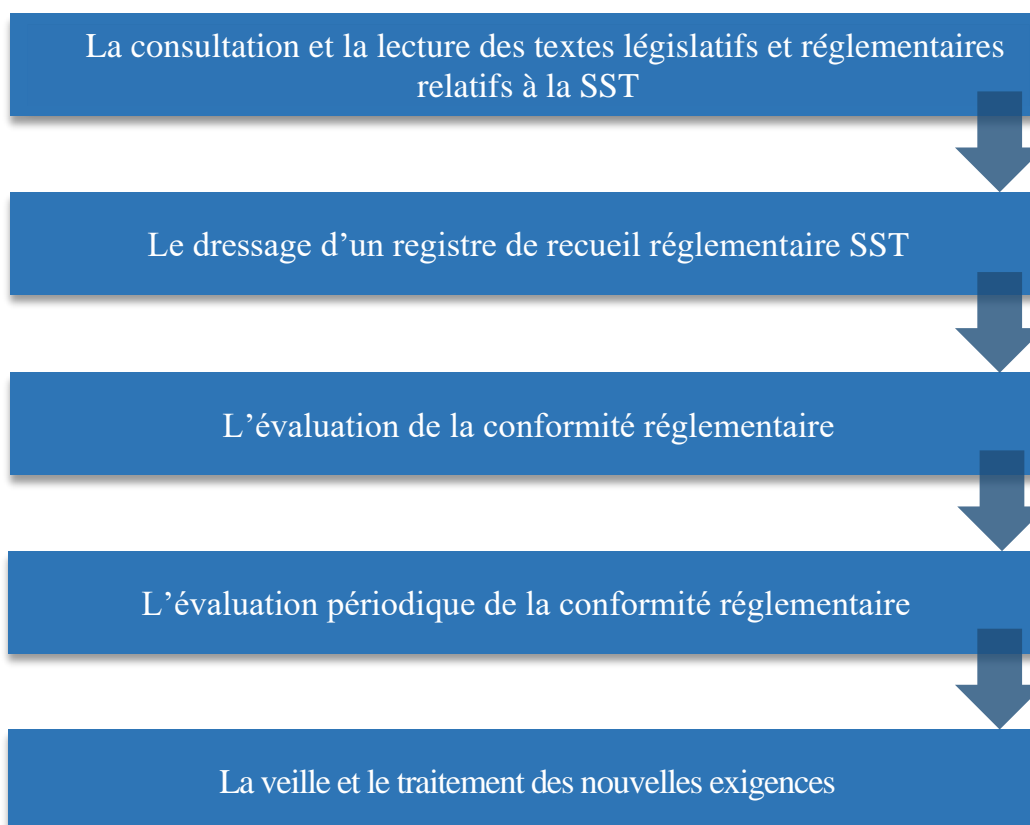 La consultation et la lecture des textes législatifs et réglementaires
relatifs à la SST
Le dressage d’un registre de recueil réglementaire SST
L’évaluation de la conformité réglementaire
L’évaluation périodique de la conformité réglementaire
La veille et le traitement des nouvelles exigences